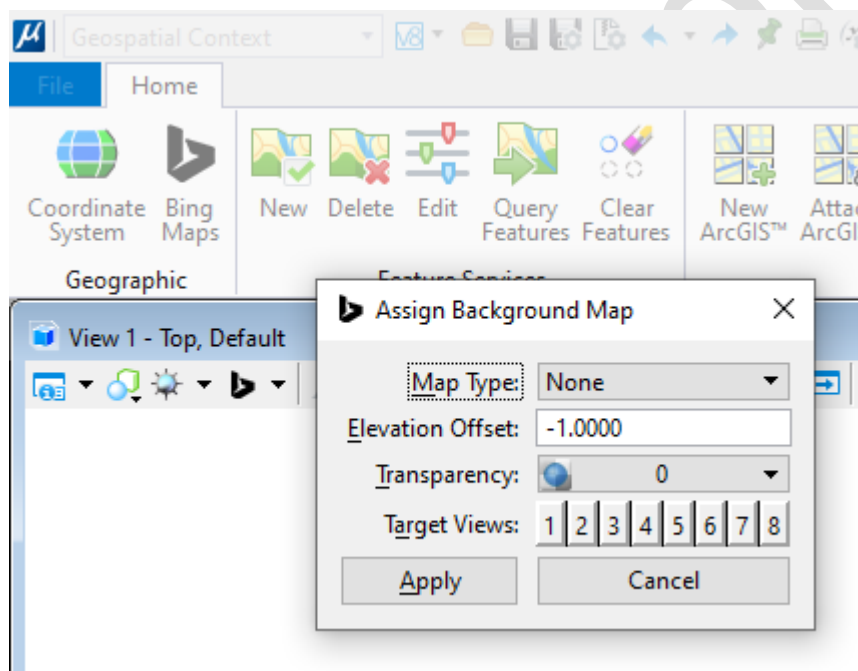 Geospatial Context
File Home
Coordinate System
Bing Maps
New
Delete
Edit
Query Features
Clear Features
New ArcGIS™
Geographic
View 1 - Top, Default
Assign Background Map
Map Type: None
Elevation Offset: -1.0000
Transparency: 0
Target Views: 1 2 3 4 5 6 7 8
Apply Cancel